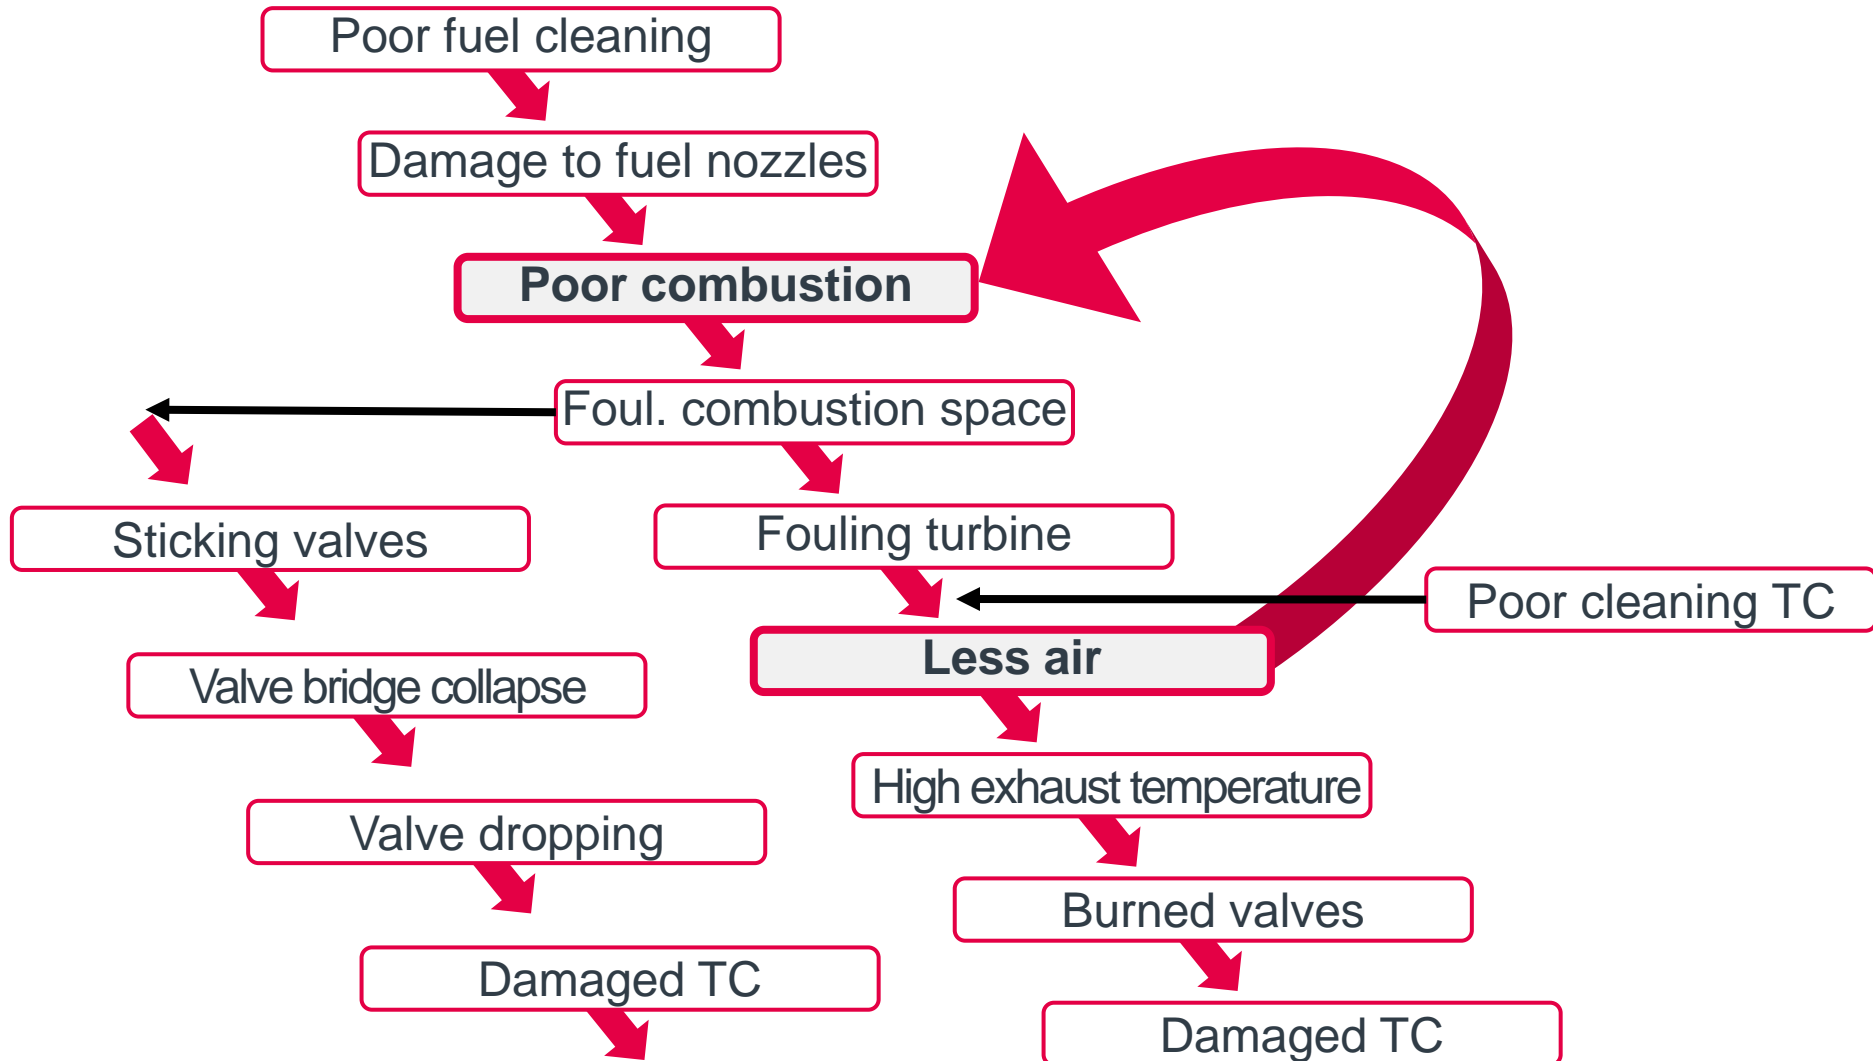 Poor fuel cleaning
Damage to fuel nozzles
Poor combustion
Foul. combustion space
Sticking valves
Fouling turbine
Poor cleaning TC
Less air
Valve bridge collapse
High exhaust temperature
Valve dropping
Burned valves
Damaged TC
Damaged TC